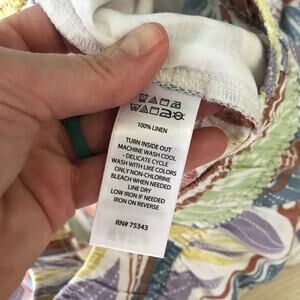 100% LINEN
TURN INSIDE OUT
MACHINE WASH COOL
- DELICATE CYCLE
WASH WITH LIKE COLORS
ONLY NON-CHLORINE
BLEACH WHEN NEEDED
LINE DRY
LOW IRON IF NEEDED
IRON ON REVERSE
RN# 75343